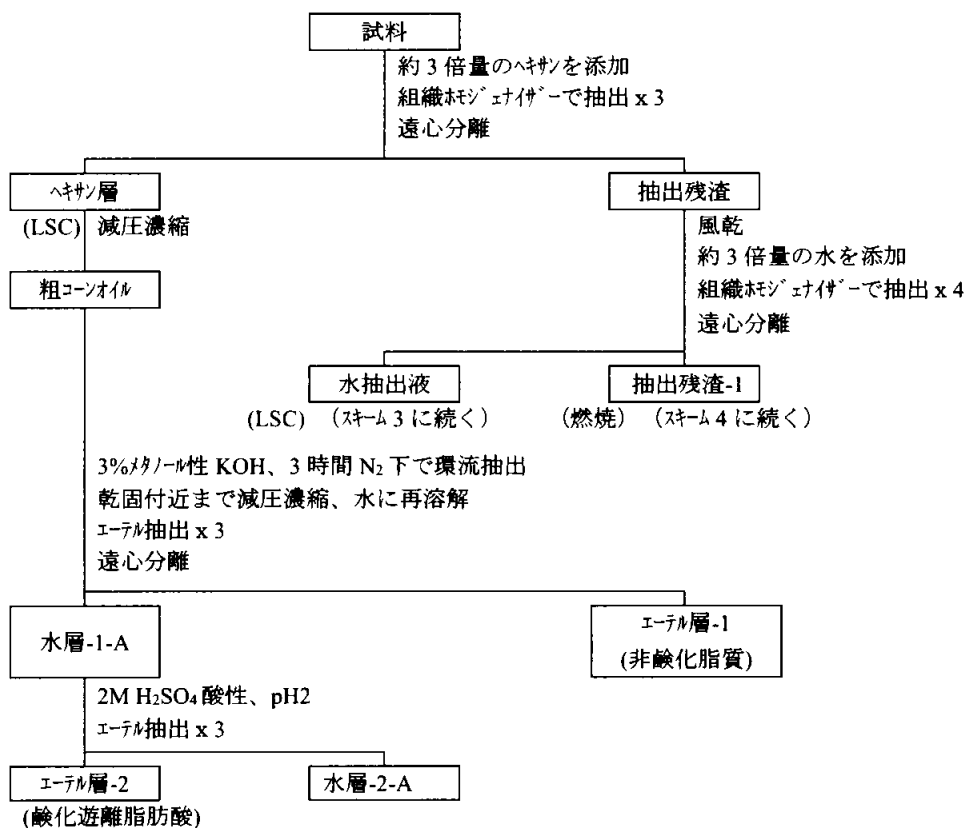 試料
約 3 倍量のﾍｷｻﾝを添加
組織ﾎﾓｼﾞｪﾅｲｻﾞｰで抽出 x 3
遠心分離
ﾍｷｻﾝ層
抽出残渣
(LSC) 減圧濃縮
風乾
約 3 倍量の水を添加
粗ｺｰﾝｵｲﾙ
組織ﾎﾓｼﾞｪﾅｲｻﾞｰで抽出 x 4
遠心分離
水抽出液
抽出残渣-1
(LSC) (ｽｷｰﾑ 3 に続く)
(燃焼) (ｽｷｰﾑ 4 に続く)
3%ﾒﾀﾉｰﾙ性 KOH、3 時間 N₂ 下で環流抽出
乾固付近まで減圧濃縮、水に再溶解
ｴｰﾃﾙ抽出 x 3
遠心分離
水層-1-A
ｴｰﾃﾙ層-1
(非鹸化脂質)
2M H₂SO₄ 酸性、pH2
ｴｰﾃﾙ抽出 x 3
ｴｰﾃﾙ層-2
水層-2-A
(鹸化遊離脂肪酸)